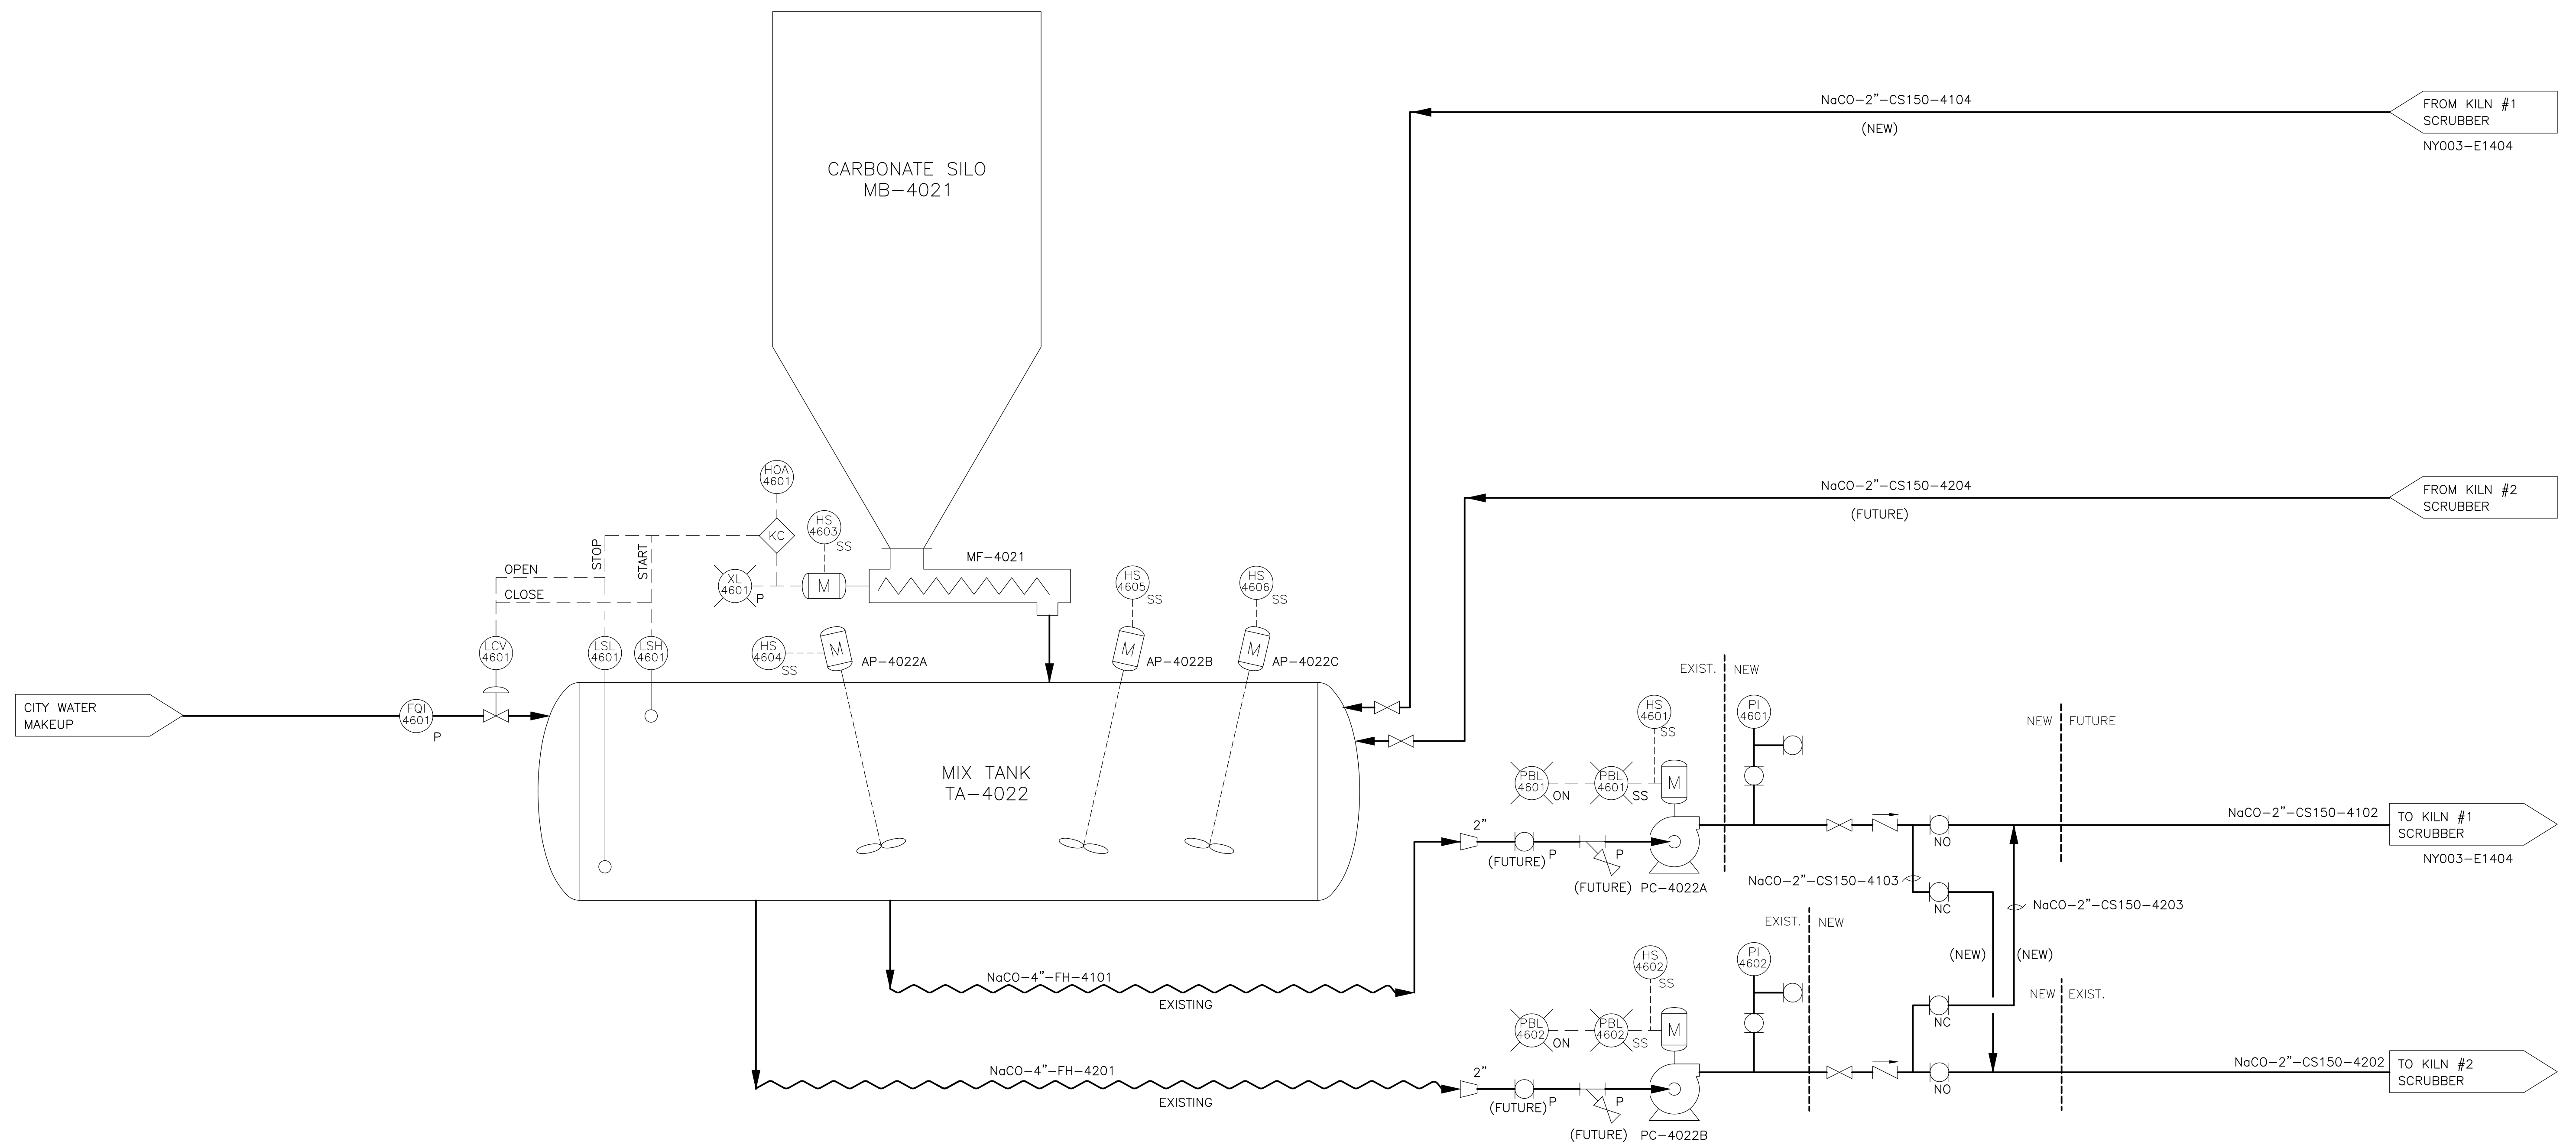 CARBONATE SILO
MB-4021
NaCO-2"-CS150-4104
(NEW)
FROM KILN #1
SCRUBBER
NY003-E1404
NaCO-2"-CS150-4204
(FUTURE)
FROM KILN #2
SCRUBBER
HOA
4601
KC
HS
4603
SS
STOP
START
OPEN
CLOSE
XL
4601
P
M
MF-4021
LCV
4601
LSL
4601
LSH
4601
HS
4604
SS
M
AP-4022A
HS
4605
SS
M
AP-4022B
HS
4606
SS
M
AP-4022C
CITY WATER
MAKEUP
FQI
4601
P
MIX TANK
TA-4022
EXIST.
NEW
HS
4601
SS
PI
4601
PBL
4601
ON
PBL
4601
SS
M
NEW
FUTURE
2"
(FUTURE)
P
P
(FUTURE)
PC-4022A
NO
NaCO-2"-CS150-4102
TO KILN #1
SCRUBBER
NY003-E1404
NaCO-2"-CS150-4103
NC
NaCO-2"-CS150-4203
(NEW)
(NEW)
NaCO-4"-FH-4101
EXISTING
EXIST.
NEW
HS
4602
SS
PI
4602
PBL
4602
ON
PBL
4602
SS
M
NC
NEW
EXIST.
NaCO-4"-FH-4201
EXISTING
2"
(FUTURE)
P
P
(FUTURE)
PC-4022B
NO
NaCO-2"-CS150-4202
TO KILN #2
SCRUBBER